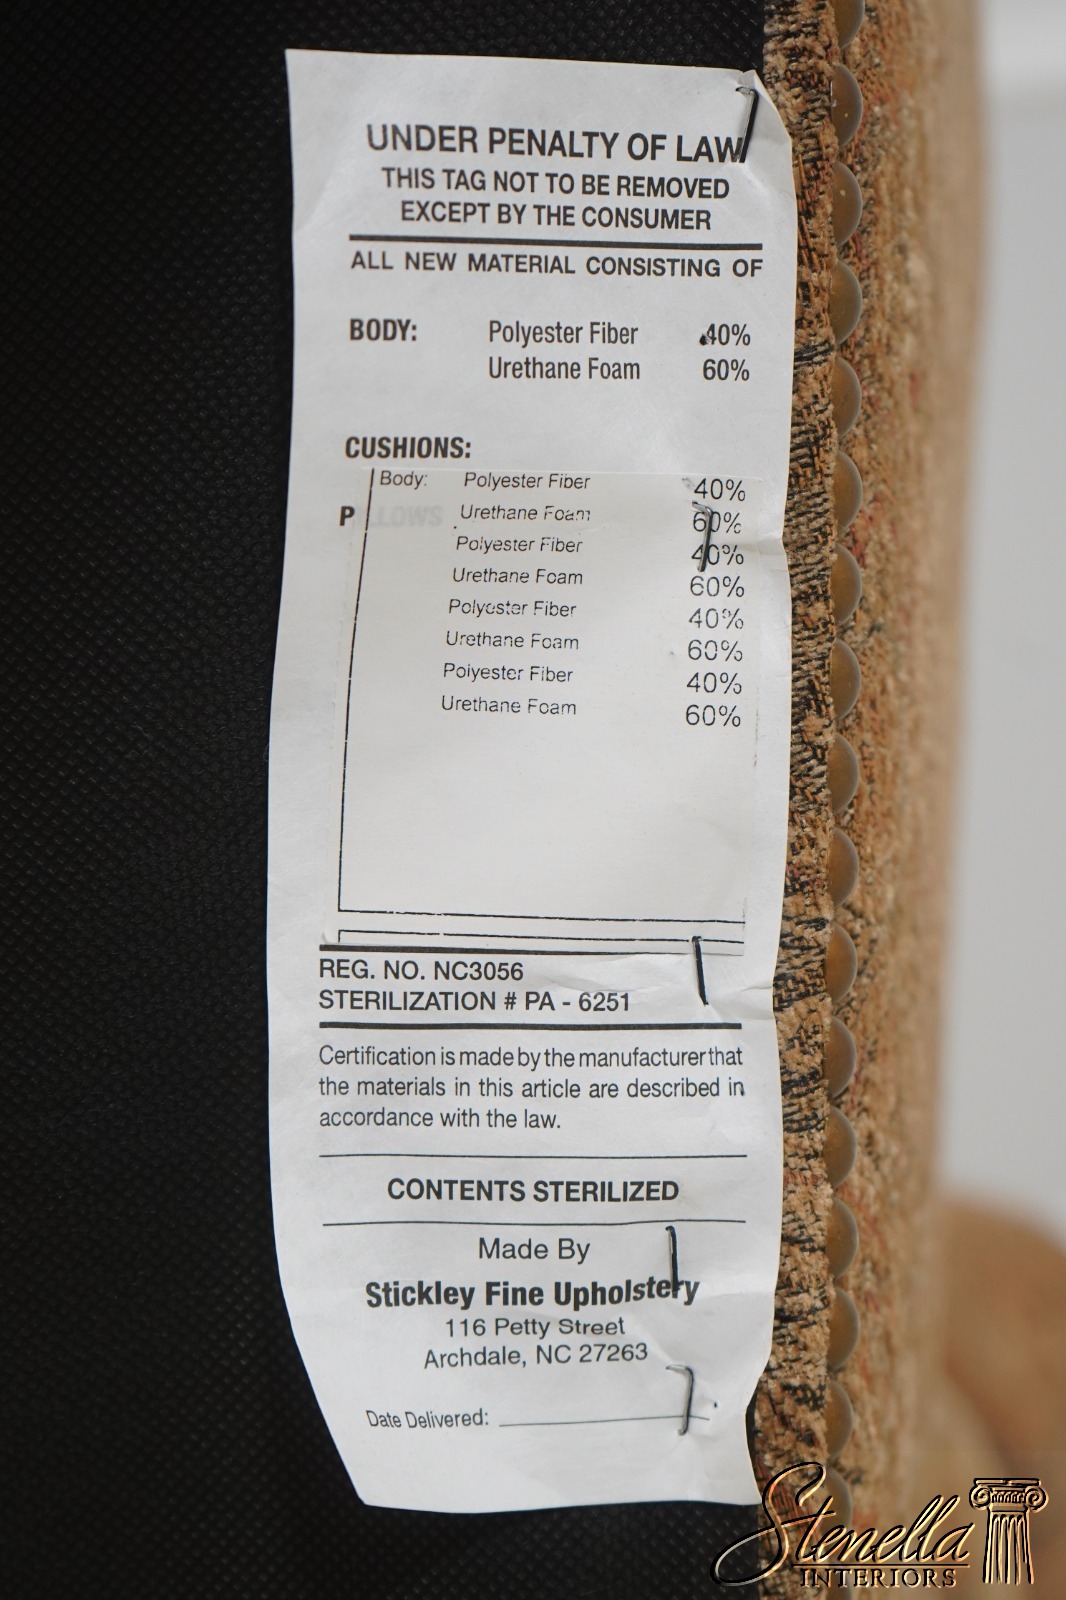 UNDER PENALTY OF LAW
THIS TAG NOT TO BE REMOVED
EXCEPT BY THE CONSUMER
ALL NEW MATERIAL CONSISTING OF
BODY: Polyester Fiber 40%
Urethane Foam 60%
CUSHIONS:
Body: Polyester Fiber 40%
PILLOWS Urethane Foam 60%
Polyester Fiber 40%
Urethane Foam 60%
Polyester Fiber 40%
Urethane Foam 60%
Polyester Fiber 40%
Urethane Foam 60%
REG. NO. NC3056
STERILIZATION # PA - 6251
Certification is made by the manufacturer that
the materials in this article are described in
accordance with the law.
CONTENTS STERILIZED
Made By
Stickley Fine Upholstery
116 Petty Street
Archdale, NC 27263
Date Delivered:
Stenella
INTERIORS